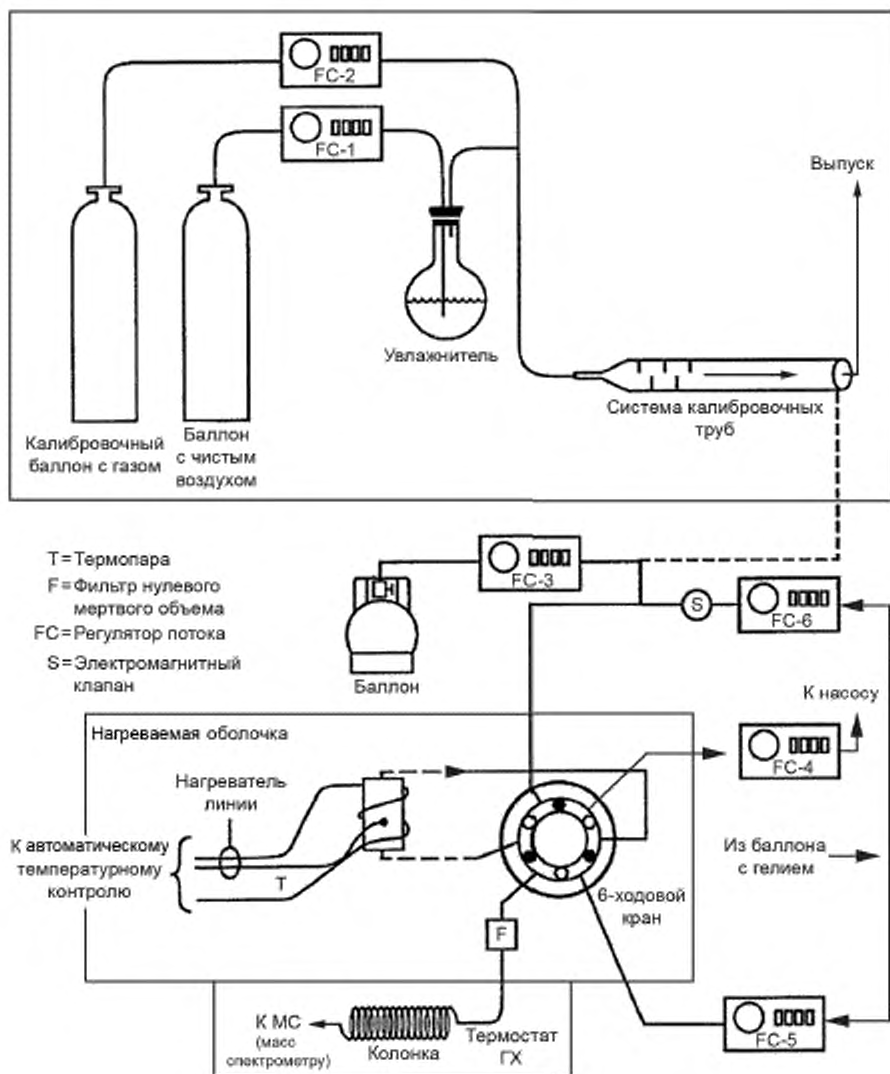 FC-2
FC-1
Выпуск
Увлажнитель
Система калибровочных
труб
Калибровочный
баллон с газом
Баллон
с чистым
воздухом
T=Термопара
F=Фильтр нулевого
мертвого объема
FC=Регулятор потока
S=Электромагнитный
клапан
FC-3
S
FC-6
Баллон
К насосу
Нагреваемая оболочка
FC-4
Нагреватель
линии
К автоматическому
температурному
контролю
T
Из баллона
с гелием
6-ходовой
кран
F
К МС
(масс
спектрометру)
Колонка
Термостат
ГХ
FC-5